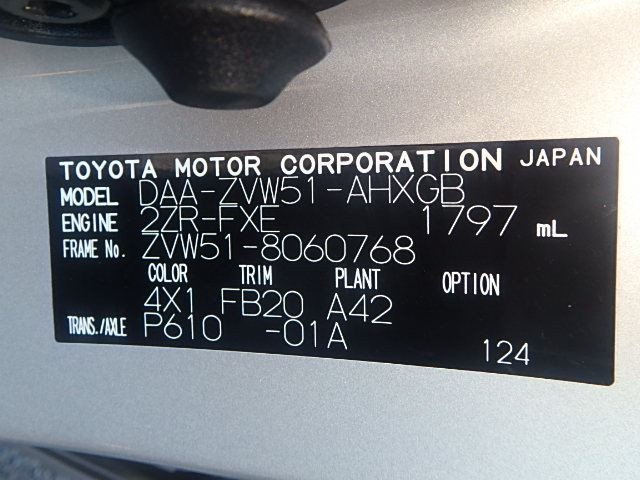 TOYOTA MOTOR CORPORATION JAPAN
MODEL DAA-ZVW51-AHXGB
ENGINE 2ZR-FXE 1797 mL
FRAME No. ZVW51-8060768
COLOR TRIM PLANT OPTION
4X1 FB20 A42
TRANS./AXLE P610 -01A
124